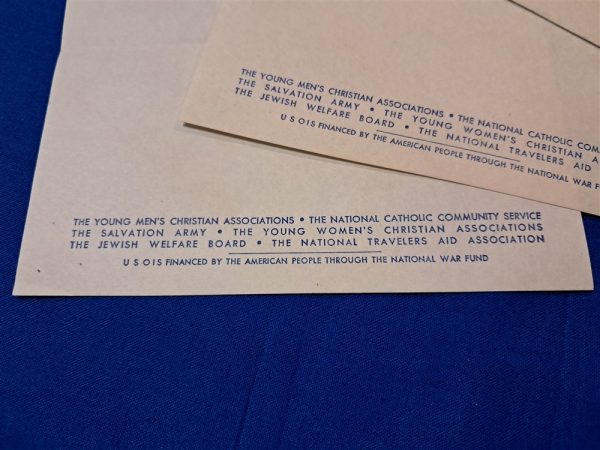 THE YOUNG MEN'S CHRISTIAN ASSOCIATIONS • THE NATIONAL CATHOLIC COM
THE SALVATION ARMY • THE YOUNG WOMEN'S CHRISTIAN A
THE JEWISH WELFARE BOARD • THE NATIONAL TRAVELERS AID
U S O IS FINANCED BY THE AMERICAN PEOPLE THROUGH THE NATIONAL WAR FU
THE YOUNG MEN'S CHRISTIAN ASSOCIATIONS • THE NATIONAL CATHOLIC COMMUNITY SERVICE
THE SALVATION ARMY • THE YOUNG WOMEN'S CHRISTIAN ASSOCIATIONS
THE JEWISH WELFARE BOARD • THE NATIONAL TRAVELERS AID ASSOCIATION
U S O IS FINANCED BY THE AMERICAN PEOPLE THROUGH THE NATIONAL WAR FUND